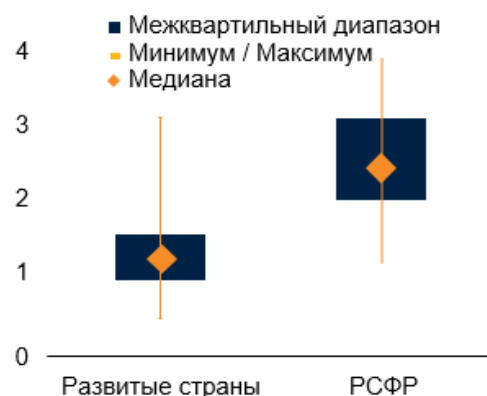 Межквартильный диапазон
Минимум / Максимум
Медиана
4
3
2
1
0
Развитые страны
РСФР